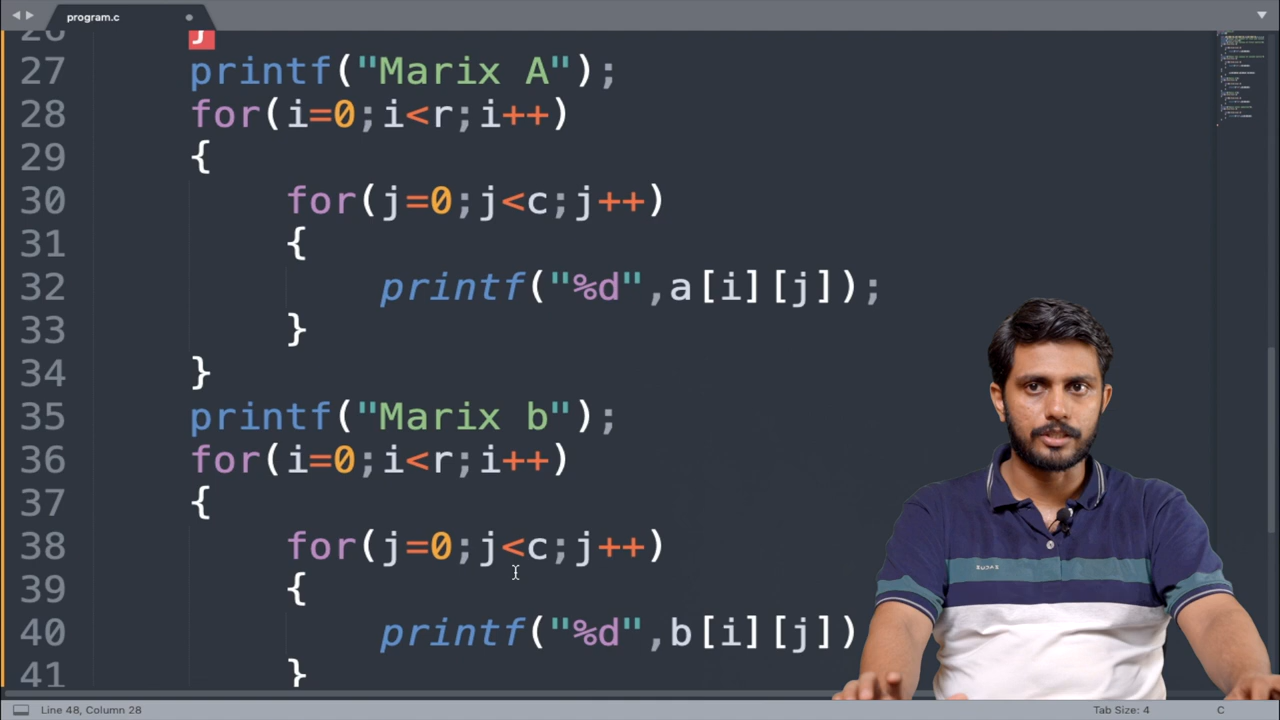 program.c
26 }
27 printf("Marix A");
28 for(i=0;i<r;i++)
29 {
30 for(j=0;j<c;j++)
31 {
32 printf("%d",a[i][j]);
33 }
34 }
35 printf("Marix b");
36 for(i=0;i<r;i++)
37 {
38 for(j=0;j<c;j++)
39 {
40 printf("%d",b[i][j])
41 }
Line 48, Column 28
Tab Size: 4
C